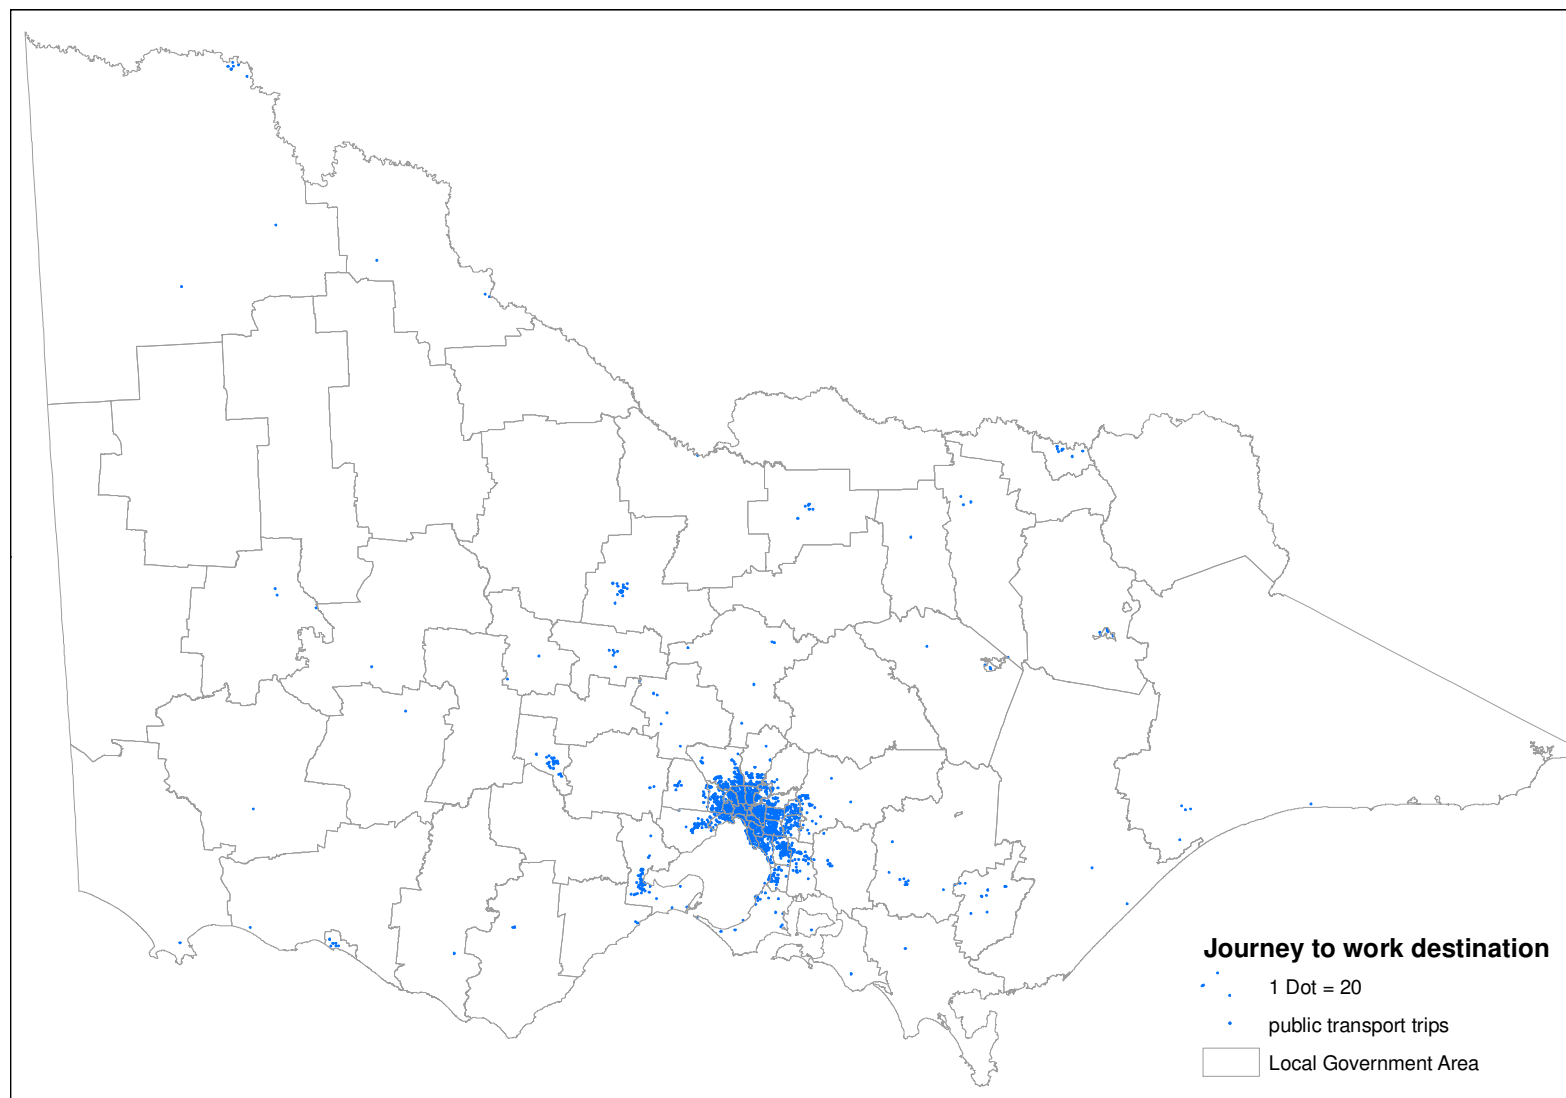 Journey to work destination
1 Dot = 20
public transport trips
Local Government Area